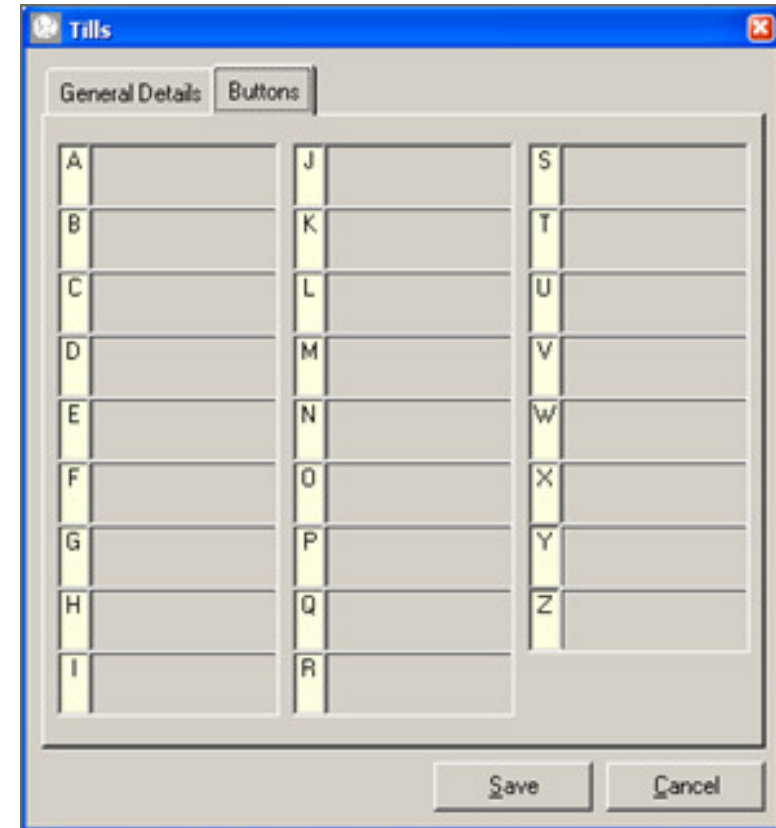 Tills
General Details Buttons
A J S
B K T
C L U
D M V
E N W
F O X
G P Y
H Q Z
I R
Save Cancel